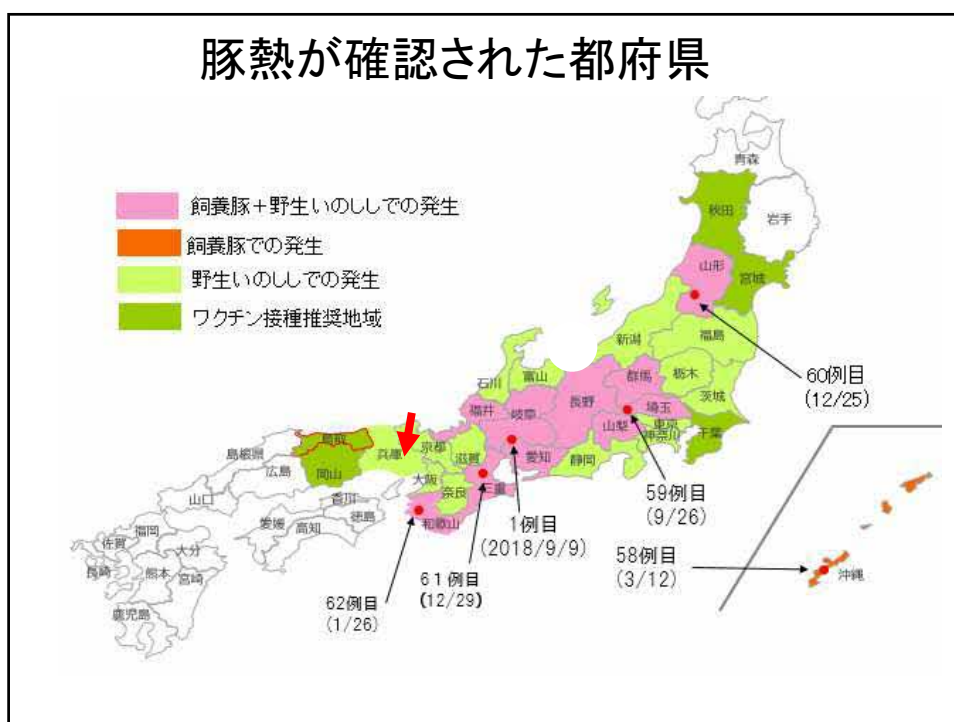 豚熱が確認された都府県
飼養豚＋野生いのししでの発生
飼養豚での発生
野生いのししでの発生
ワクチン接種推奨地域
青森
秋田
岩手
山形
宮城
新潟
福島
60例目
(12/25)
石川
富山
群馬
栃木
茨城
福井
岐阜
長野
埼玉
山梨
東京
神奈川
千葉
鳥取
島根県
兵庫
京都
滋賀
愛知
静岡
広島
岡山
大阪
奈良
三重
59例目
(9/26)
山口
香川
徳島
和歌山
1例目
(2018/9/9)
58例目
(3/12)
沖縄
福岡
愛媛
高知
佐賀
大分
長崎
熊本
宮崎
61例目
(12/29)
62例目
(1/26)
鹿児島